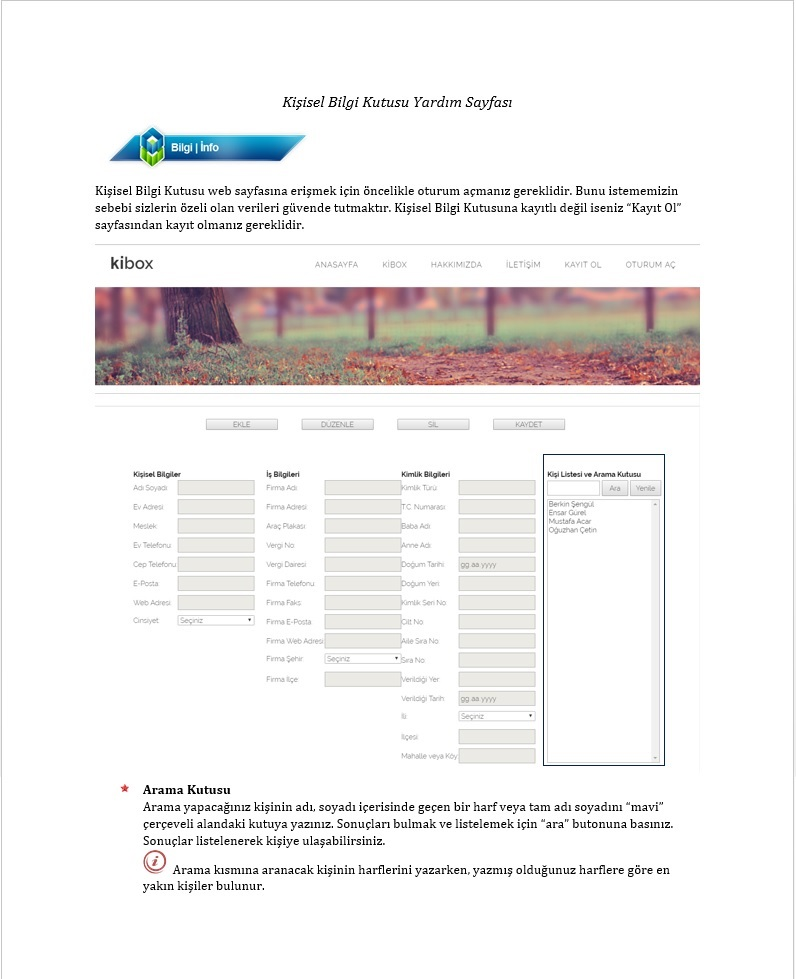 Kişisel Bilgi Kutusu Yardım Sayfası
Bilgi | İnfo
Kişisel Bilgi Kutusu web sayfasına erişmek için öncelikle oturum açmanız gereklidir. Bunu istememizin
sebebi sizlerin özeli olan verileri güvende tutmaktır. Kişisel Bilgi Kutusuna kayıtlı değil iseniz “Kayıt Ol”
sayfasından kayıt olmanız gereklidir.
kibox
ANASAYFA KİBOX HAKKIMIZDA İLETİŞİM KAYIT OL OTURUM AÇ
EKLE DÜZENLE SİL KAYDET
Kişisel Bilgiler
Adı Soyadı
Ev Adresi
Meslek
Ev Telefonu
Cep Telefonu
E-Posta
Web Adresi
Cinsiyet Seçiniz
İş Bilgileri
Firma Adı
Firma Adresi
Araç Plakası
Vergi No
Vergi Dairesi
Firma Telefonu
Firma Faks
Firma E-Posta
Firma Web Adresi
Firma Şehir Seçiniz
Firma İlçe
Kimlik Bilgileri
Kimlik Türü
T.C. Numarası
Baba Adı
Anne Adı
Doğum Tarihi gg.aa.yyyy
Doğum Yeri
Kimlik Seri No
Cilt No
Aile Sıra No
Sıra No
Verildiği Yer
Verildiği Tarih gg.aa.yyyy
İli Seçiniz
İlçesi
Mahalle veya Köy
Kişi Listesi ve Arama Kutusu
Ara Yenile
Berkin Şengül
Ensar Gürel
Mustafa Acar
Oğuzhan Çetin
Arama Kutusu
Arama yapacağınız kişinin adı, soyadı içerisinde geçen bir harf veya tam adı soyadını “mavi”
çerçeveli alandaki kutuya yazınız. Sonuçları bulmak ve listelemek için “ara” butonuna basınız.
Sonuçlar listelenerek kişiye ulaşabilirsiniz.
i Arama kısmına aranacak kişinin harflerini yazarken, yazmış olduğunuz harflere göre en
yakın kişiler bulunur.